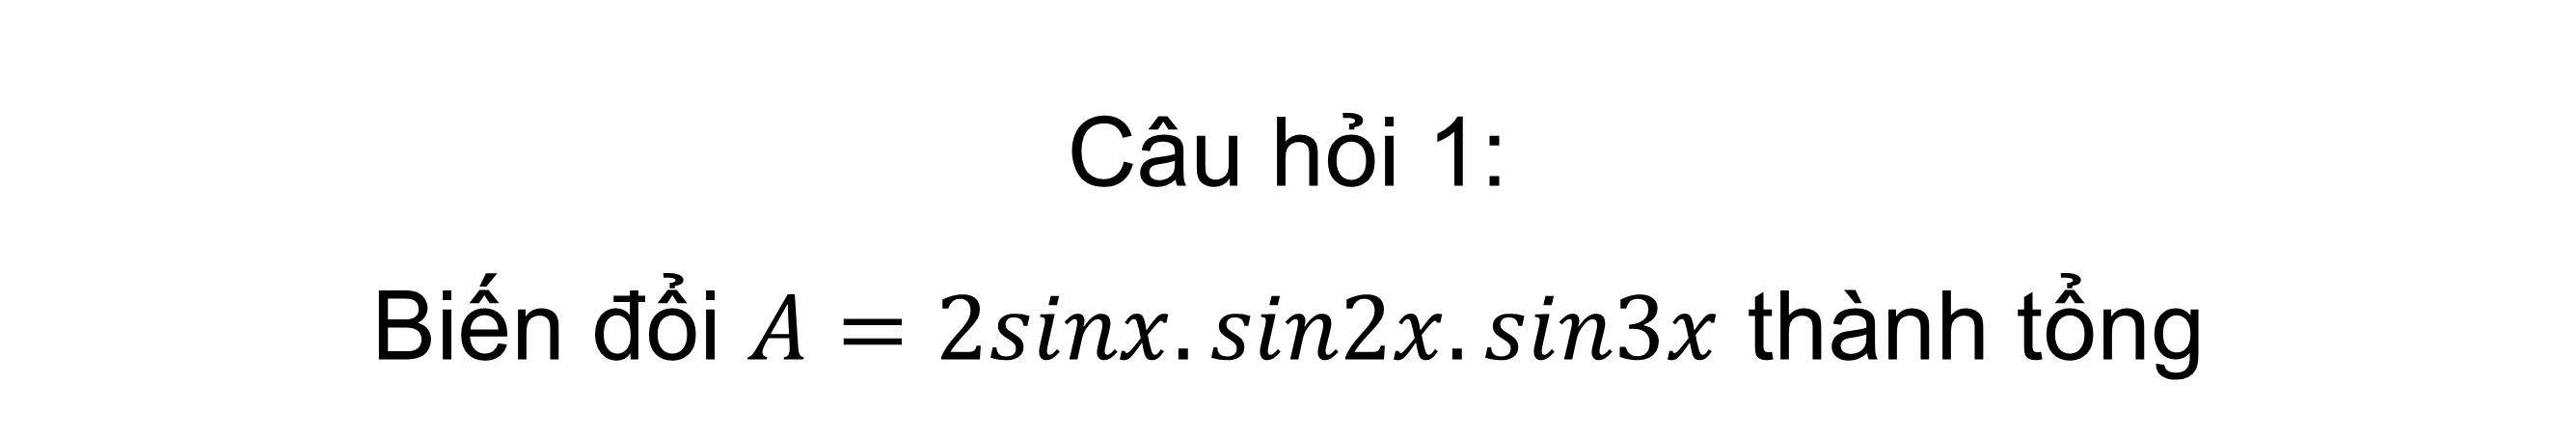 Câu hỏi 1:
Biến đổi A = 2sinx. sin2x. sin3x thành tổng